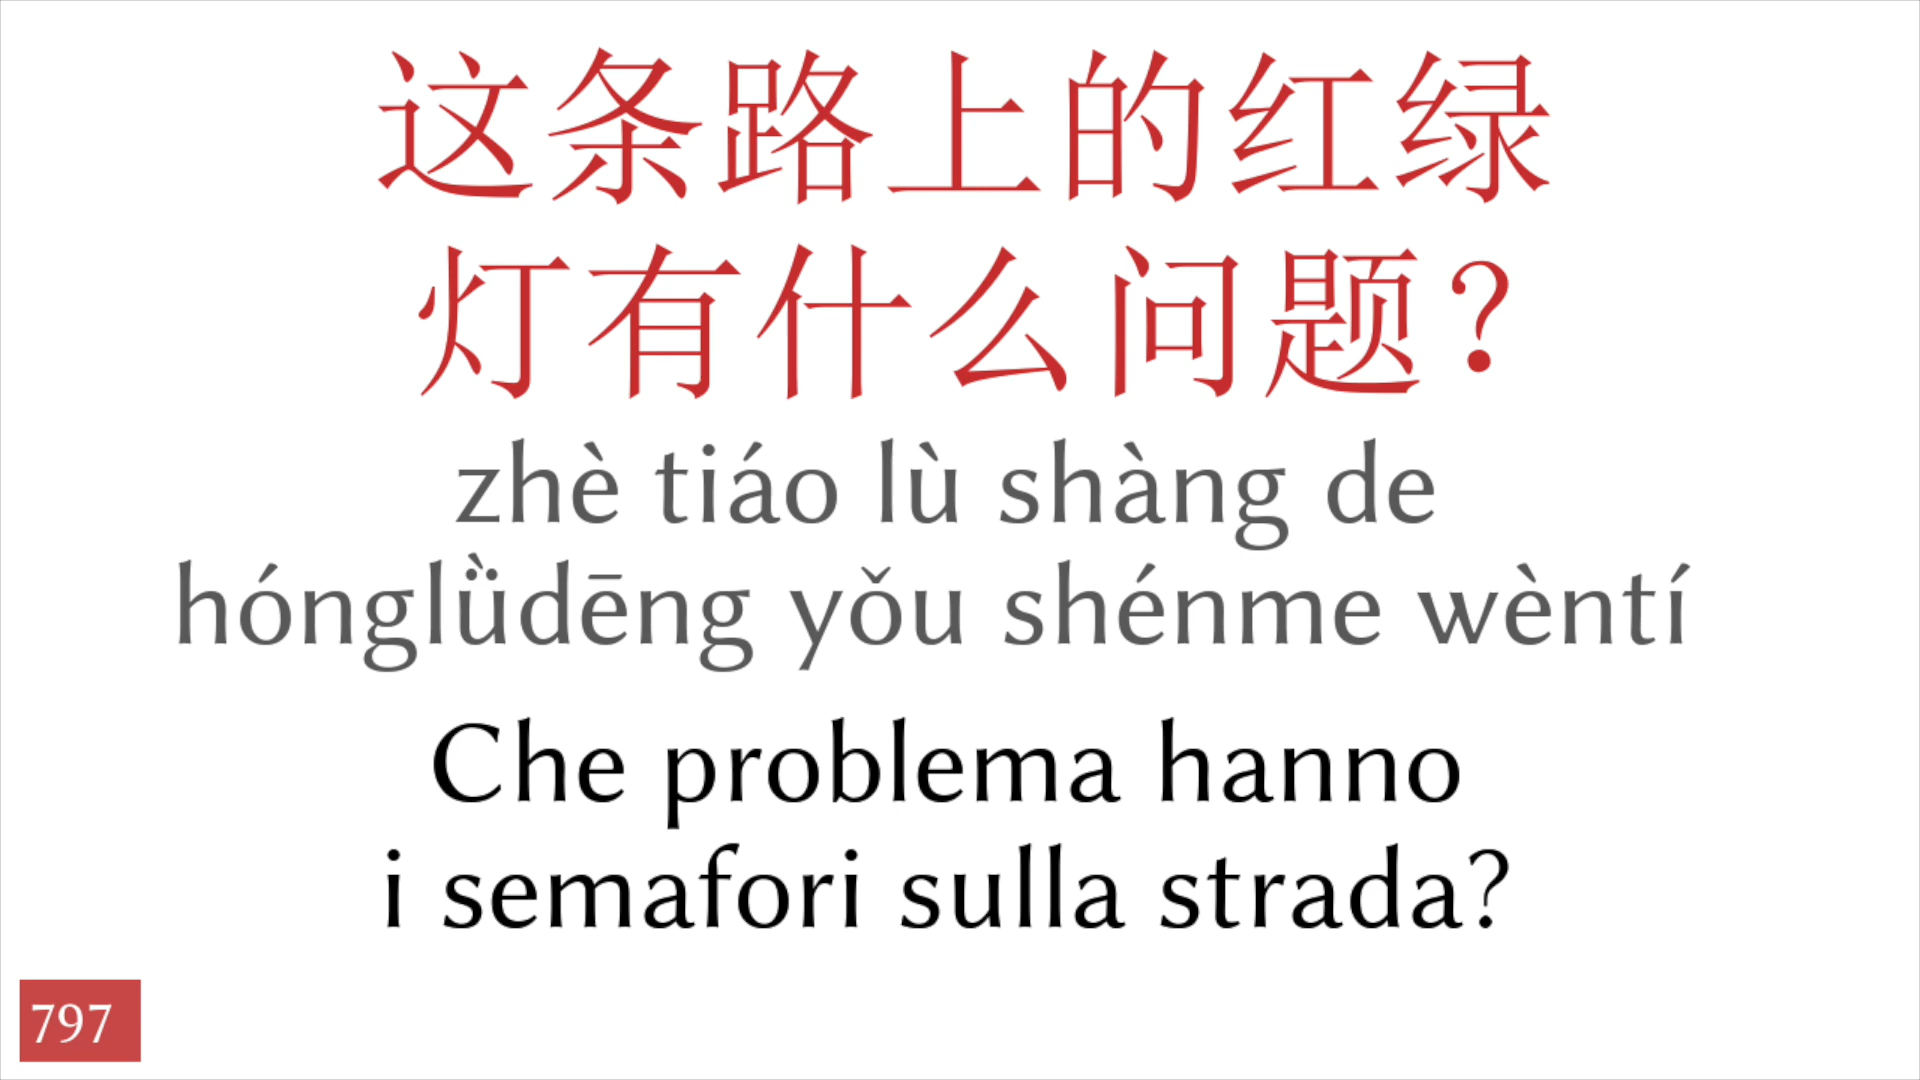 这条路上的红绿
灯有什么问题？
zhè tiáo lù shàng de
hónglǜdēng yǒu shénme wèntí
Che problema hanno
i semafori sulla strada?
797